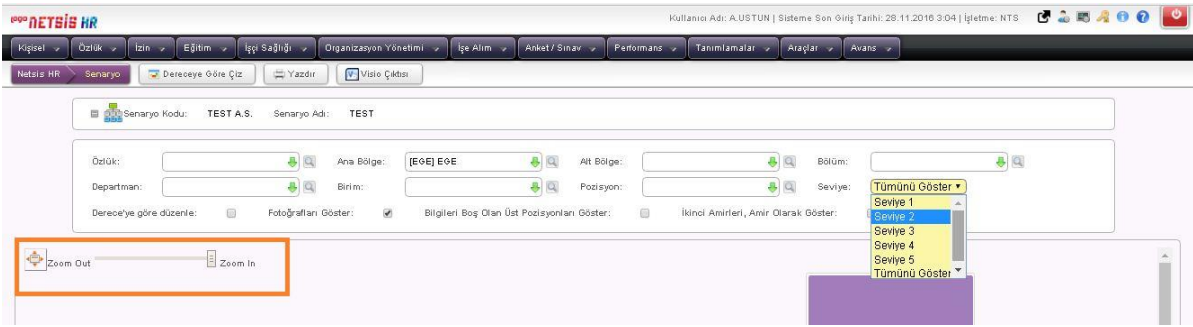 logo NETSİS HR Kullanıcı Adı: A.USTUN | Sisteme Son Giriş Tarihi: 28.11.2016 3:04 | İşletme: NTS
Kişisel Özlük İzin Eğitim İşçi Sağlığı Organizasyon Yönetimi İşe Alım Anket / Sınav Performans Tanımlamalar Araçlar Avans
Netsis HR Senaryo Dereceye Göre Çiz Yazdır Visio Çıktısı
Senaryo Kodu: TEST A.S. Senaryo Adı: TEST
Özlük: Ana Bölge: [EGE] EGE Alt Bölge: Bölüm:
Departman: Birim: Pozisyon: Seviye: Tümünü Göster
Derece'ye göre düzenle: Fotoğrafları Göster: Bilgileri Boş Olan Üst Pozisyonları Göster: İkinci Amirleri, Amir Olarak Göster:
Seviye 1
Seviye 2
Seviye 3
Seviye 4
Seviye 5
Tümünü Göster
Zoom Out Zoom In